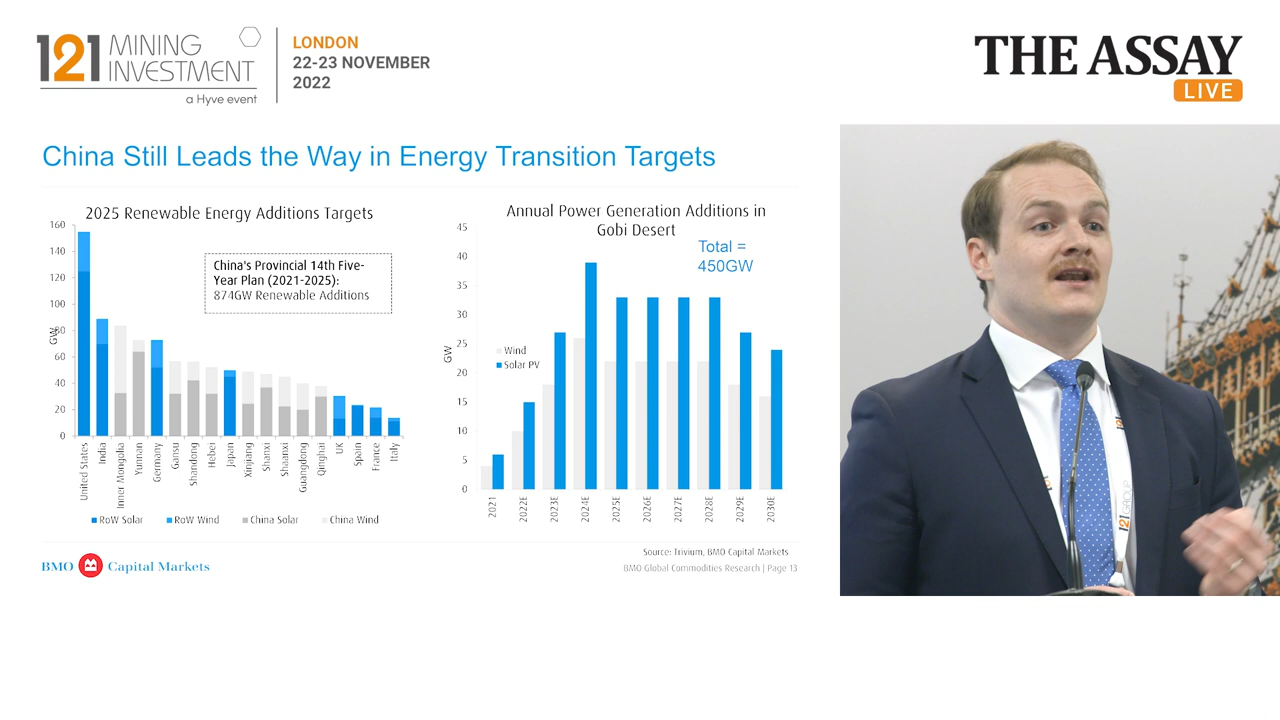 121 MINING INVESTMENT
a Hyve event
LONDON
22-23 NOVEMBER
2022
THE ASSAY
LIVE
China Still Leads the Way in Energy Transition Targets
2025 Renewable Energy Additions Targets
160
140
120
100
80
60
40
20
0
GW
China's Provincial 14th Five-
Year Plan (2021-2025):
874GW Renewable Additions
United States
India
Inner Mongolia
Yunnan
Germany
Gansu
Shandong
Hebei
Japan
Xinjiang
Shanxi
Shaanxi
Guangdong
Qinghai
UK
Spain
France
Italy
RoW Solar
RoW Wind
China Solar
China Wind
Annual Power Generation Additions in
Gobi Desert
Total =
450GW
45
40
35
30
25
20
15
10
5
0
GW
Wind
Solar PV
2021
2022E
2023E
2024E
2025E
2026E
2027E
2028E
2029E
2030E
BMO Capital Markets
Source: Trivium, BMO Capital Markets
BMO Global Commodities Research | Page 13
121 GROUP